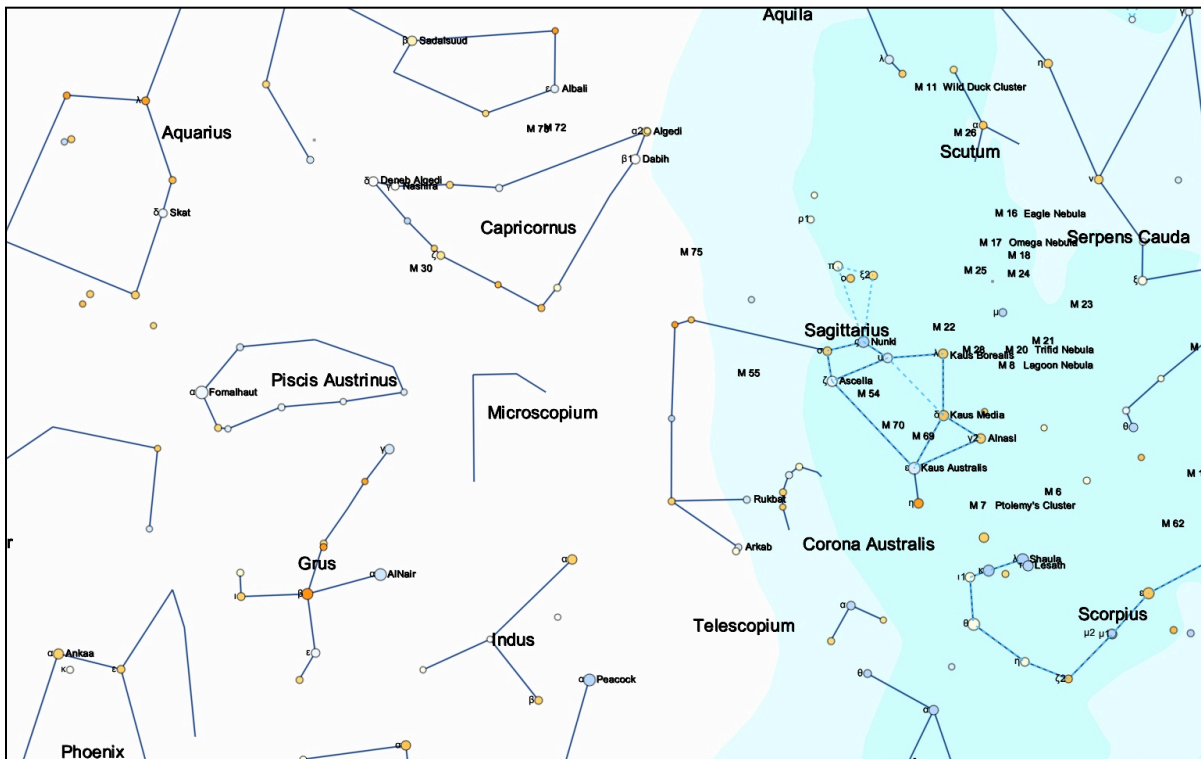 Aquila
γ
β Sadalsuud
λ
η
ε Albali
M 11 Wild Duck Cluster
λ
M 73 M 72
α2 Algedi
α
M 26
Aquarius
Scutum
β1 Dabih
δ Deneb Algedi
γ Nashira
ν
δ Skat
ρ1
M 16 Eagle Nebula
Capricornus
Serpens Cauda
M 17 Omega Nebula
M 75
M 18
ζ
M 30
π
ο
ξ2
M 25
M 24
ξ
M 23
μ
M 22
Sagittarius
Nunki
M 21
M 28
M 20 Trifid Nebula
λ Kaus Borealis
υ
M 8 Lagoon Nebula
M 55
Piscis Austrinus
ζ Ascella
α Fomalhaut
M 54
Microscopium
δ Kaus Media
M 70
θ
M 69
γ2 Alnasl
γ
ε Kaus Australis
M 6
Rukbat
η
M 7 Ptolemy's Cluster
M 62
r
Arkab
Corona Australis
α
λ Shaula
Lesath
Grus
α AlNair
κ
ι1
ι
β
ε
α
Scorpius
Telescopium
θ
μ2 μ1
Indus
α Ankaa
κ
ε
ε
η
θ
α Peacock
ζ2
β
α
α
Phoenix